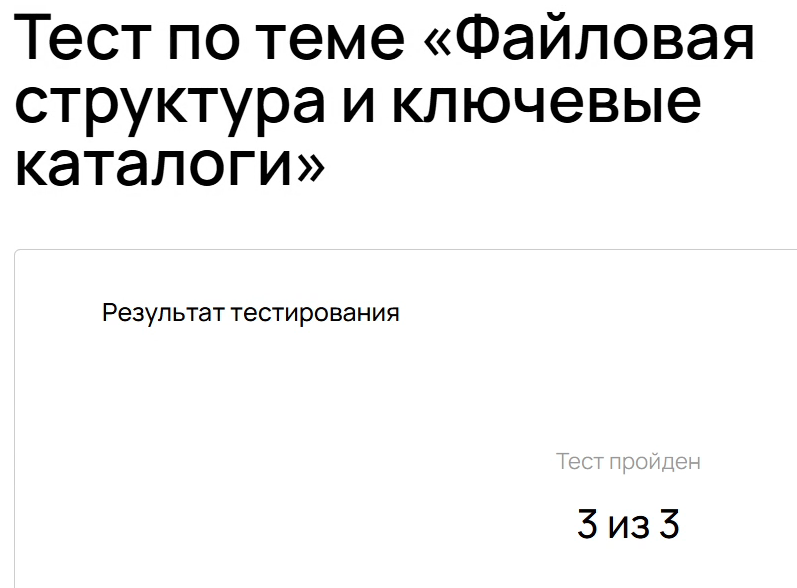 Тест по теме «Файловая
структура и ключевые
каталоги»
Результат тестирования
Тест пройден
3 из 3